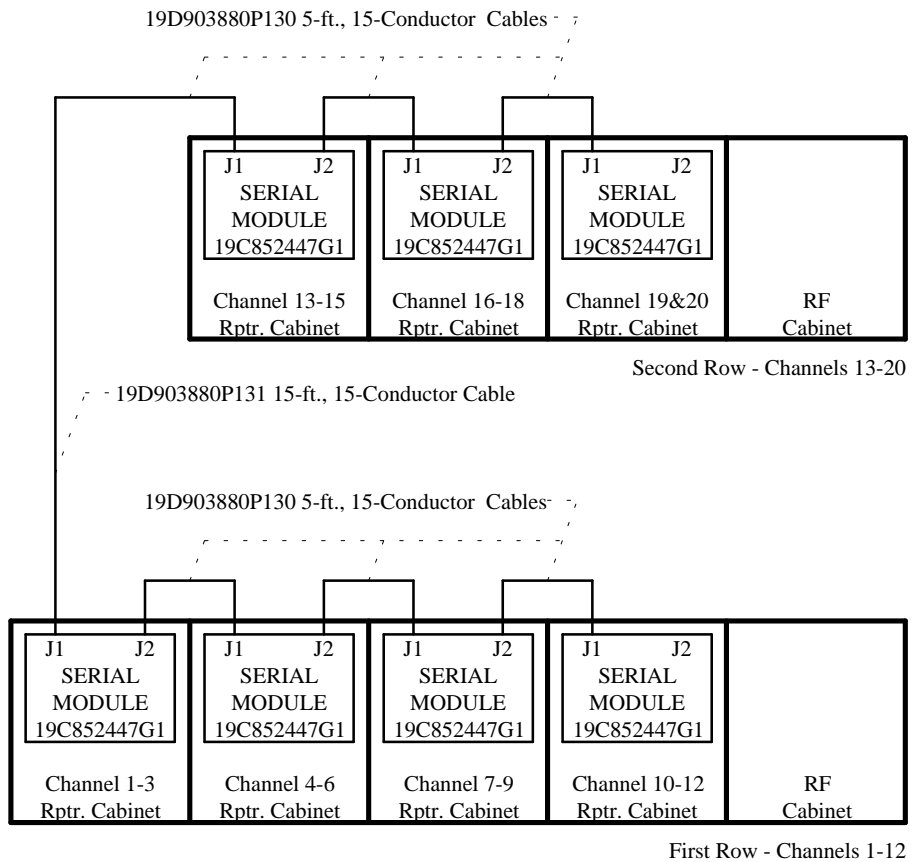 19D903880P130 5-ft., 15-Conductor Cables
J1 J2
SERIAL
MODULE
19C852447G1
Channel 13-15
Rptr. Cabinet
J1 J2
SERIAL
MODULE
19C852447G1
Channel 16-18
Rptr. Cabinet
J1 J2
SERIAL
MODULE
19C852447G1
Channel 19&20
Rptr. Cabinet
RF
Cabinet
Second Row - Channels 13-20
19D903880P131 15-ft., 15-Conductor Cable
19D903880P130 5-ft., 15-Conductor Cables
J1 J2
SERIAL
MODULE
19C852447G1
Channel 1-3
Rptr. Cabinet
J1 J2
SERIAL
MODULE
19C852447G1
Channel 4-6
Rptr. Cabinet
J1 J2
SERIAL
MODULE
19C852447G1
Channel 7-9
Rptr. Cabinet
J1 J2
SERIAL
MODULE
19C852447G1
Channel 10-12
Rptr. Cabinet
RF
Cabinet
First Row - Channels 1-12